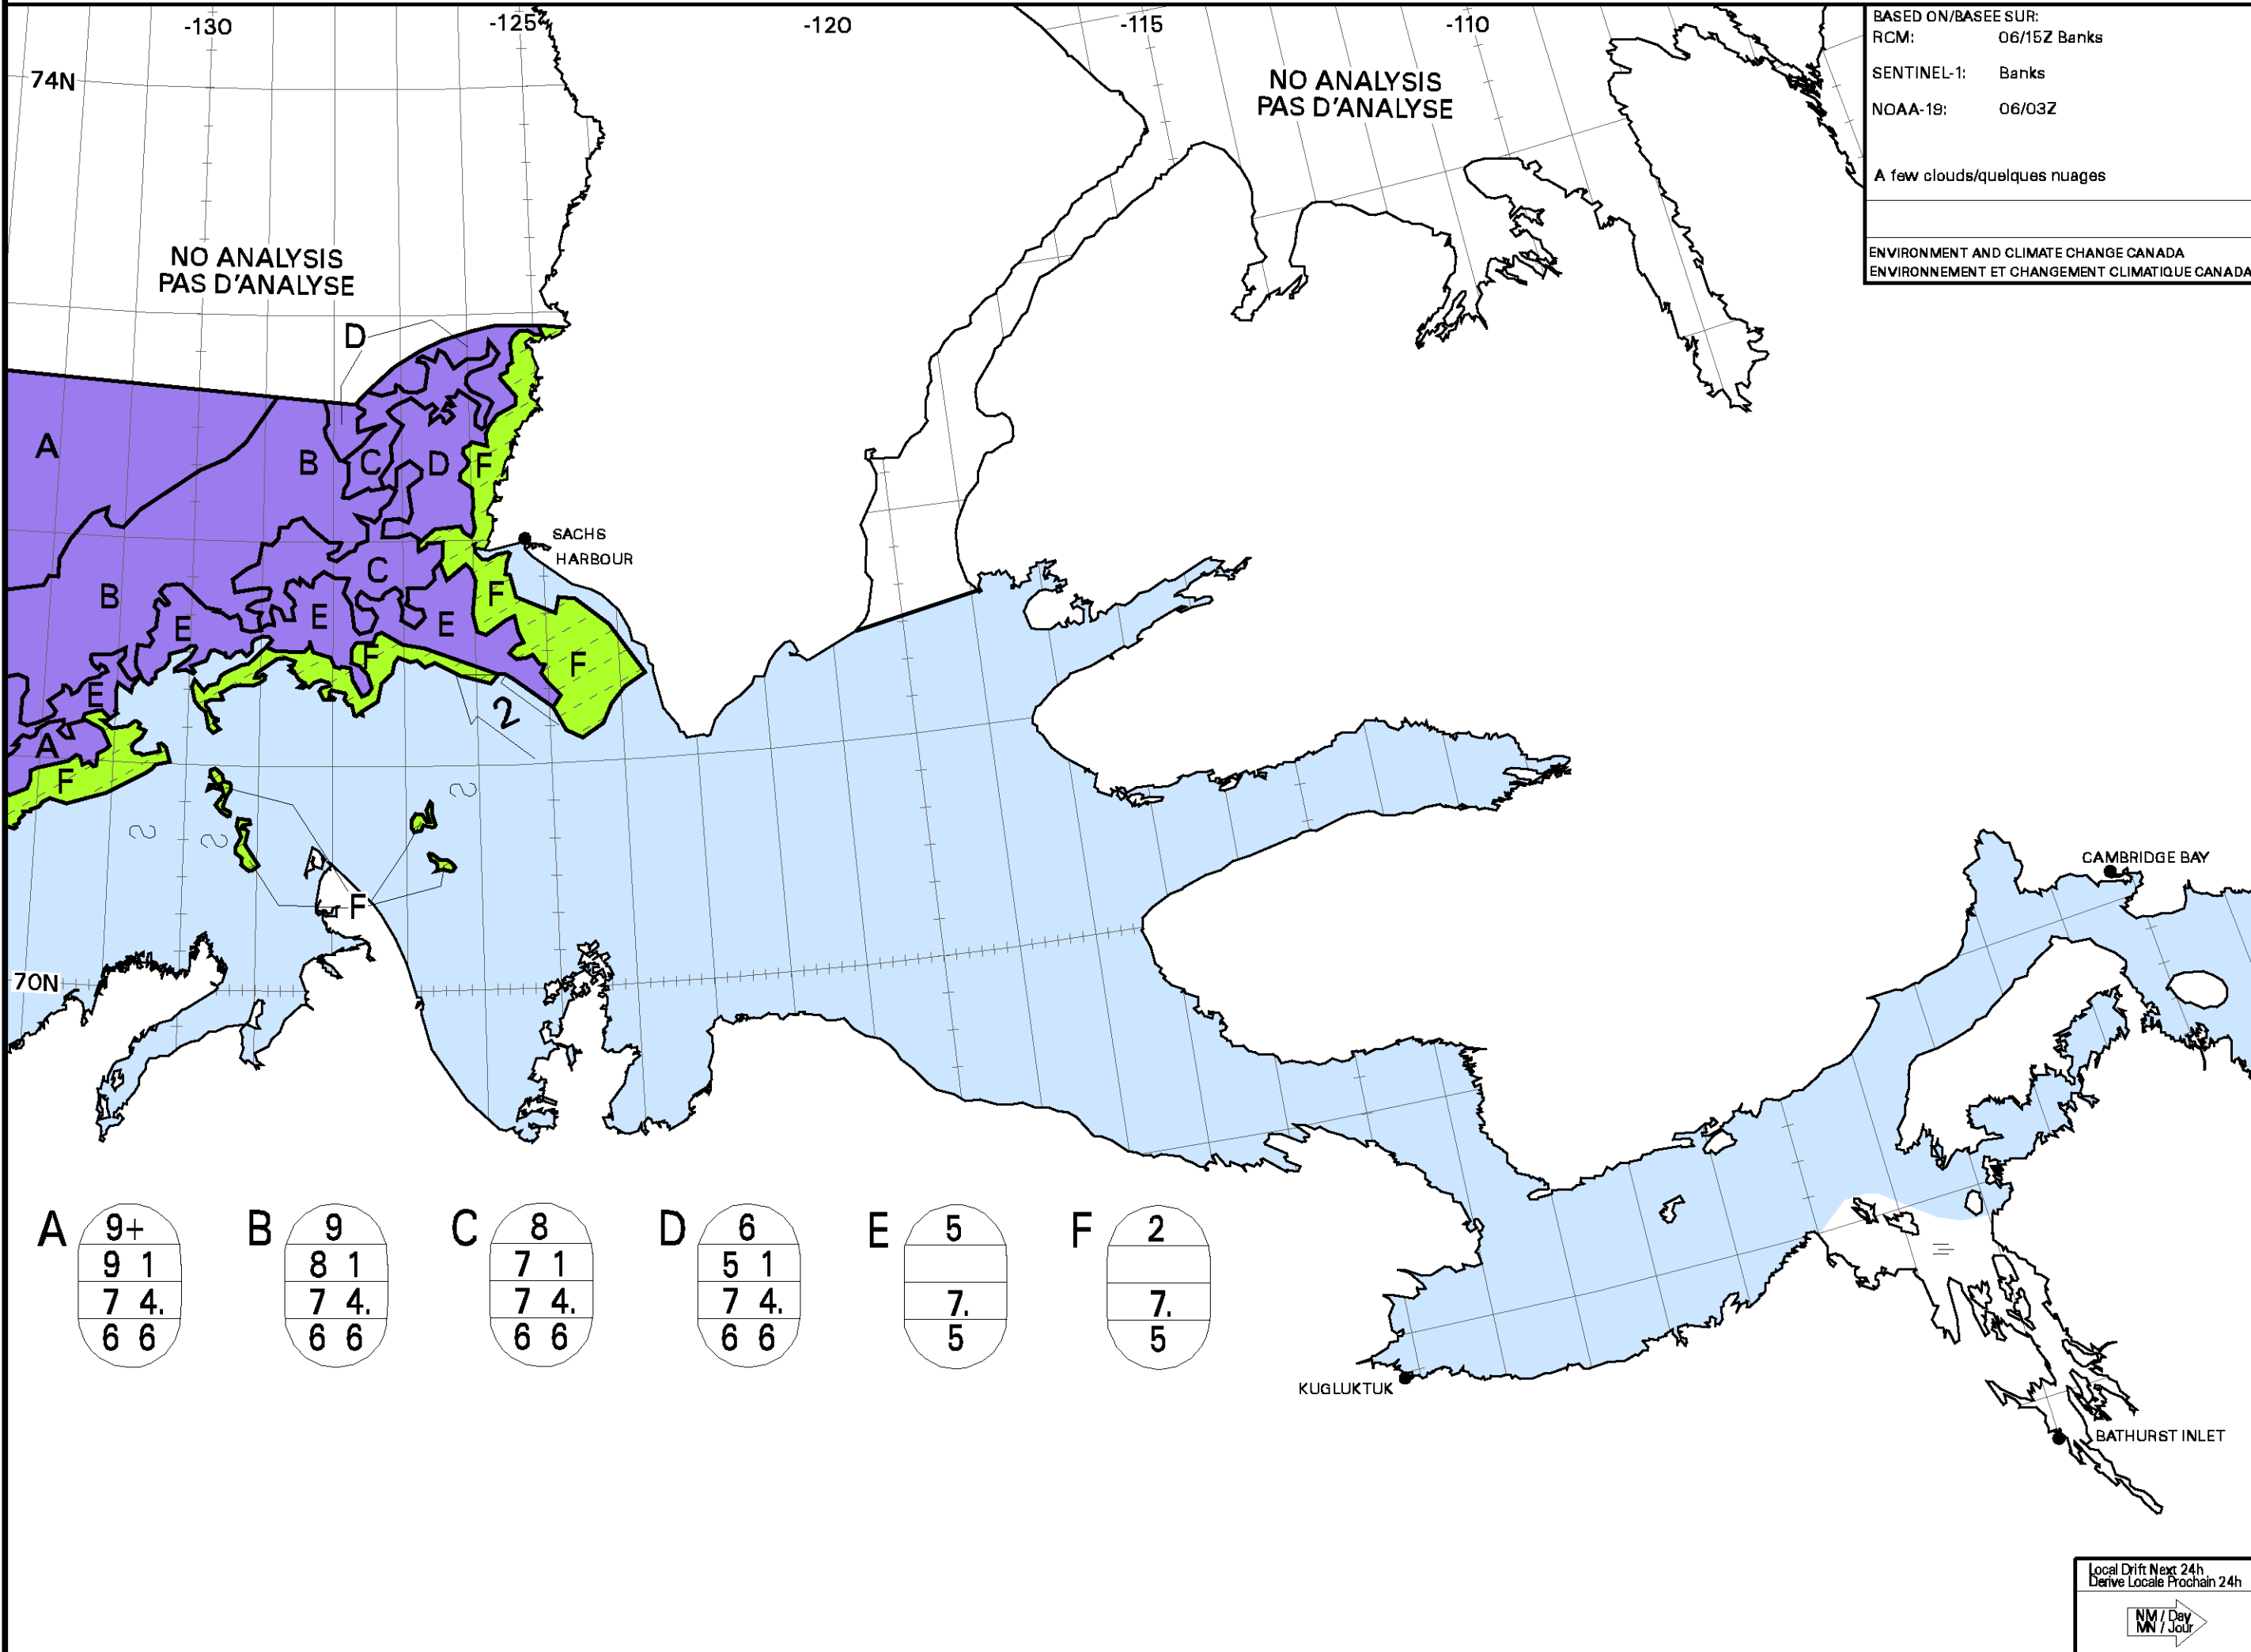 -130
-125
-120
-115
-110
BASED ON/BASEE SUR:
RCM: 06/15Z Banks
SENTINEL-1: Banks
NOAA-19: 06/03Z
A few clouds/quelques nuages
ENVIRONMENT AND CLIMATE CHANGE CANADA
ENVIRONNEMENT ET CHANGEMENT CLIMATIQUE CANADA
74N
NO ANALYSIS
PAS D'ANALYSE
NO ANALYSIS
PAS D'ANALYSE
D
A
B
C
D
F
SACHS
HARBOUR
C
B
E
E
E
F
F
F
E
2
A
F
F
CAMBRIDGE BAY
70N
A
9+
9 1
7 4.
6 6
B
9
8 1
7 4.
6 6
C
8
7 1
7 4.
6 6
D
6
5 1
7 4.
6 6
E
5
7.
5
F
2
7.
5
KUGLUKTUK
BATHURST INLET
Local Drift Next 24h
Derive Locale Prochain 24h
NM / Day
MN / Jour